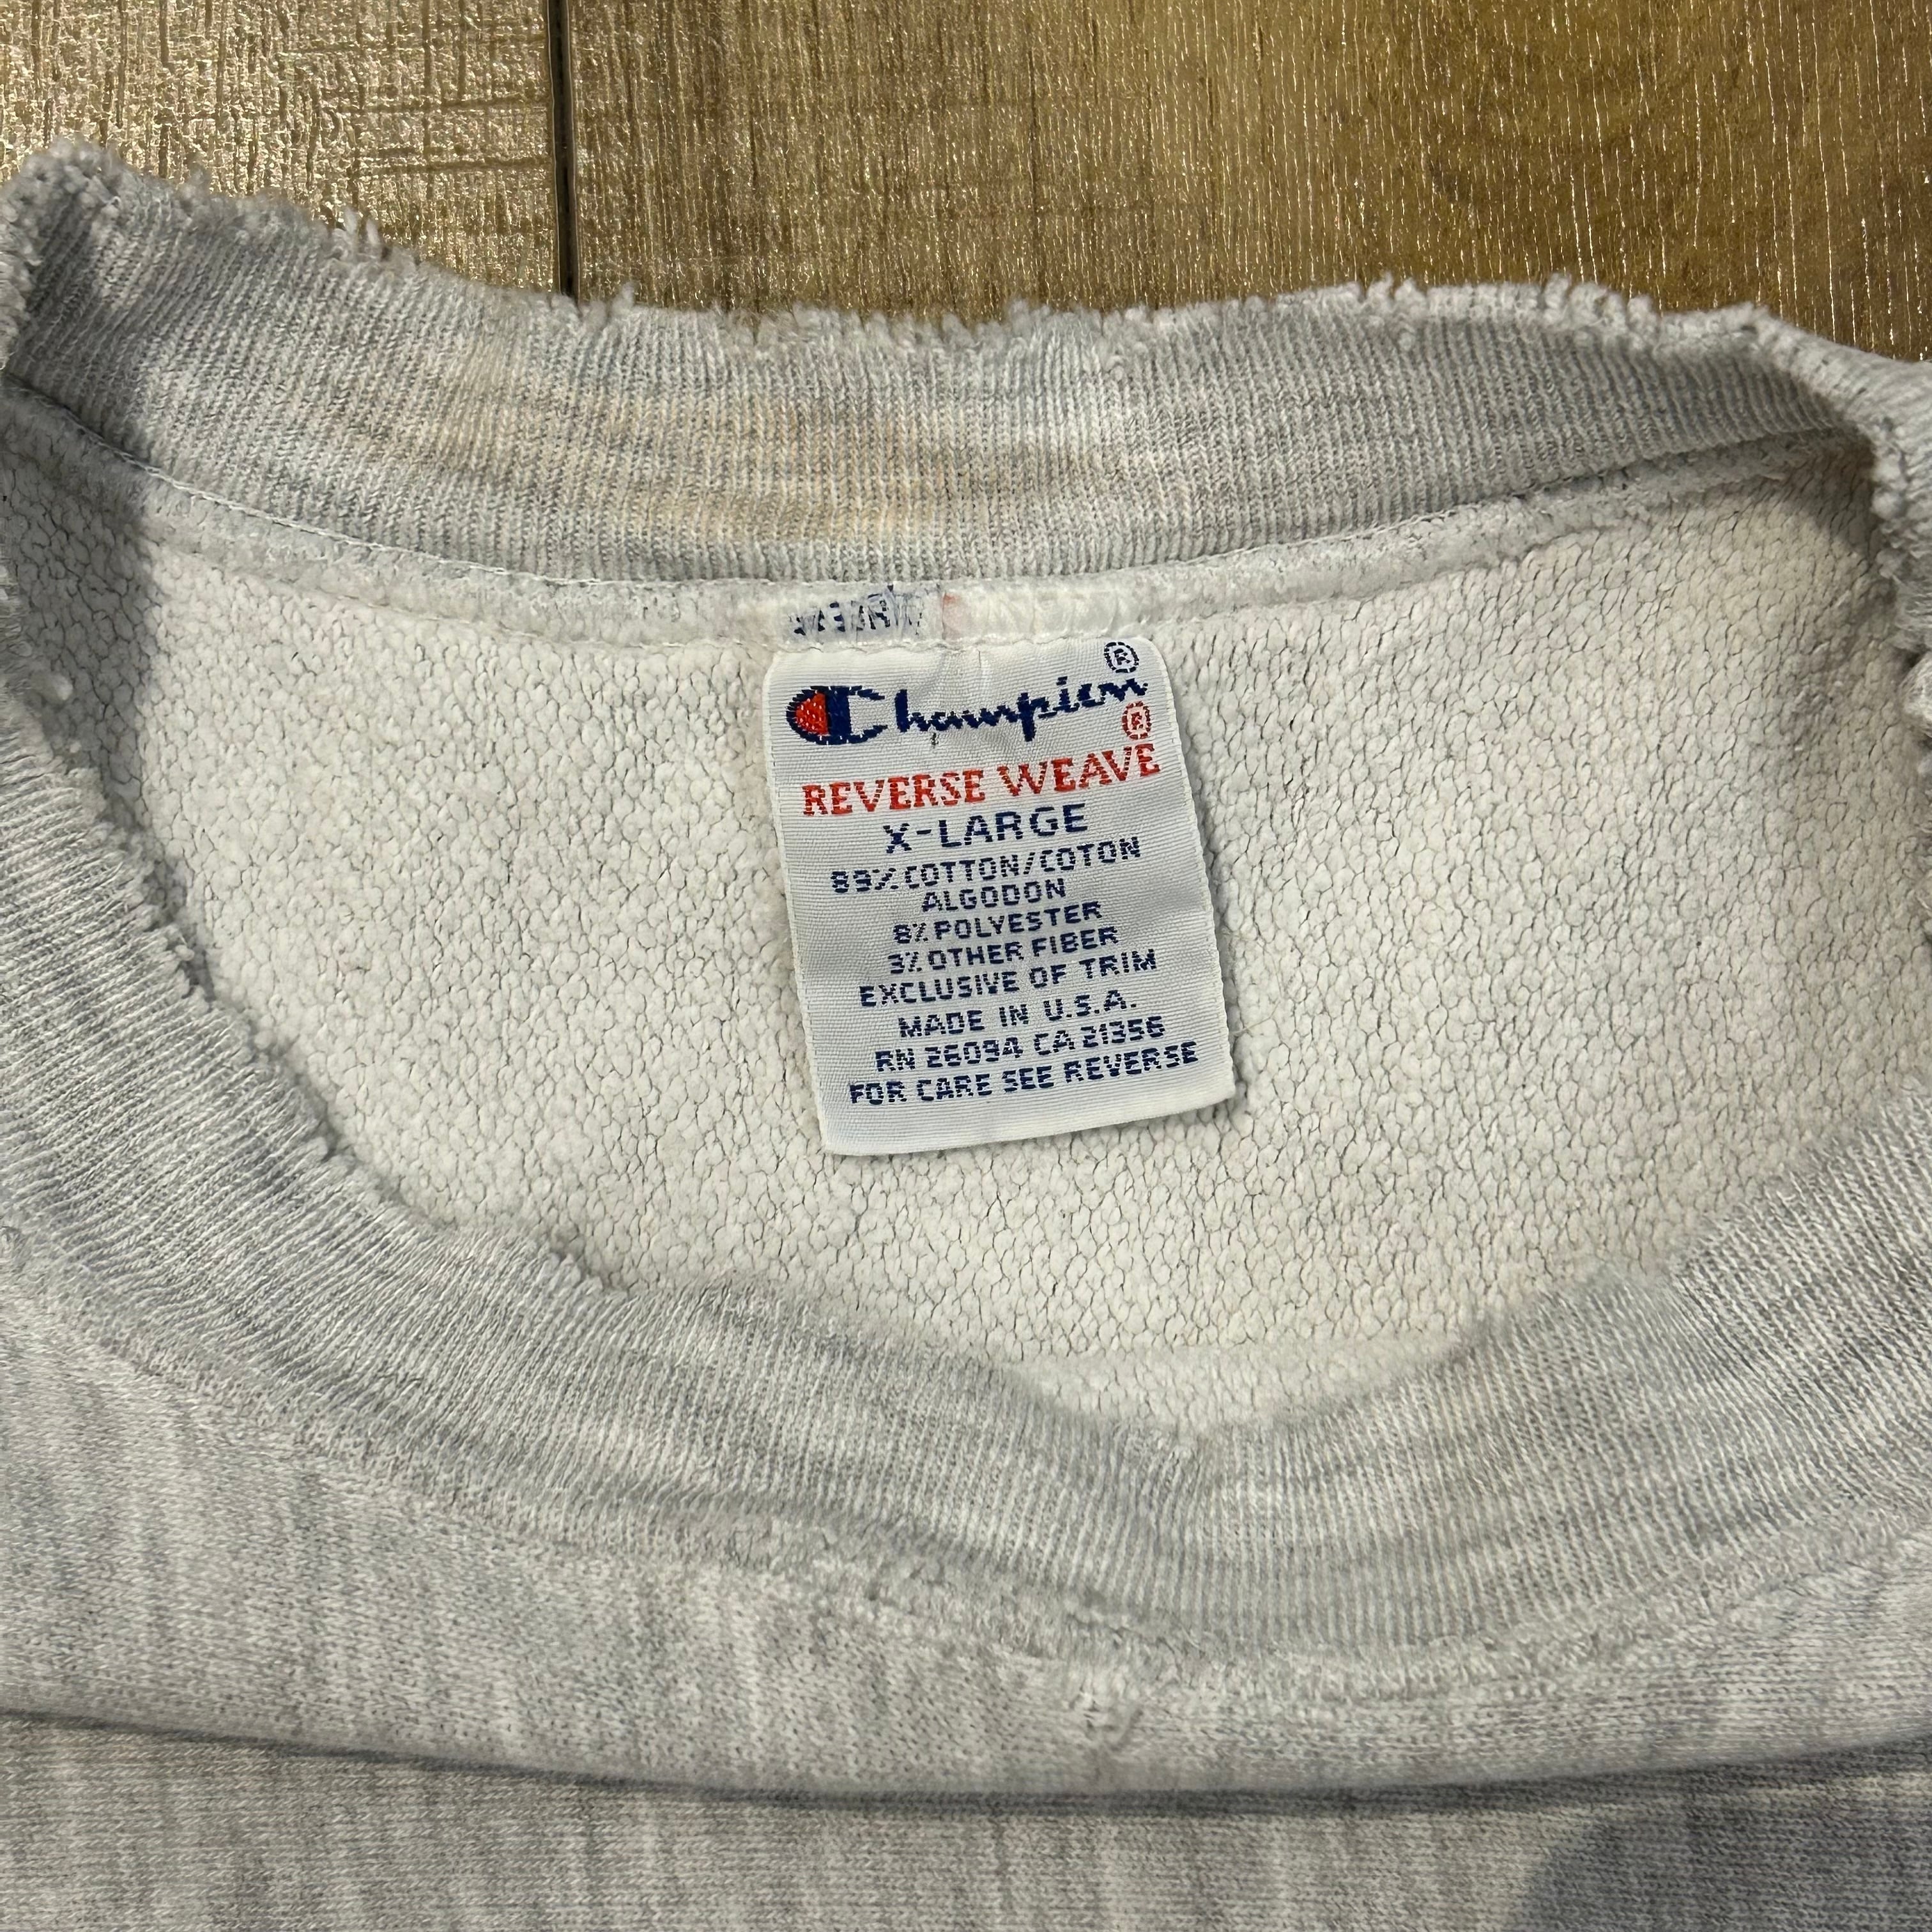 Champion®
®
REVERSE WEAVE
X-LARGE
89% COTTON/COTON
ALGODON
8% POLYESTER
3% OTHER FIBER
EXCLUSIVE OF TRIM
MADE IN U.S.A.
RN 26094 CA 21356
FOR CARE SEE REVERSE